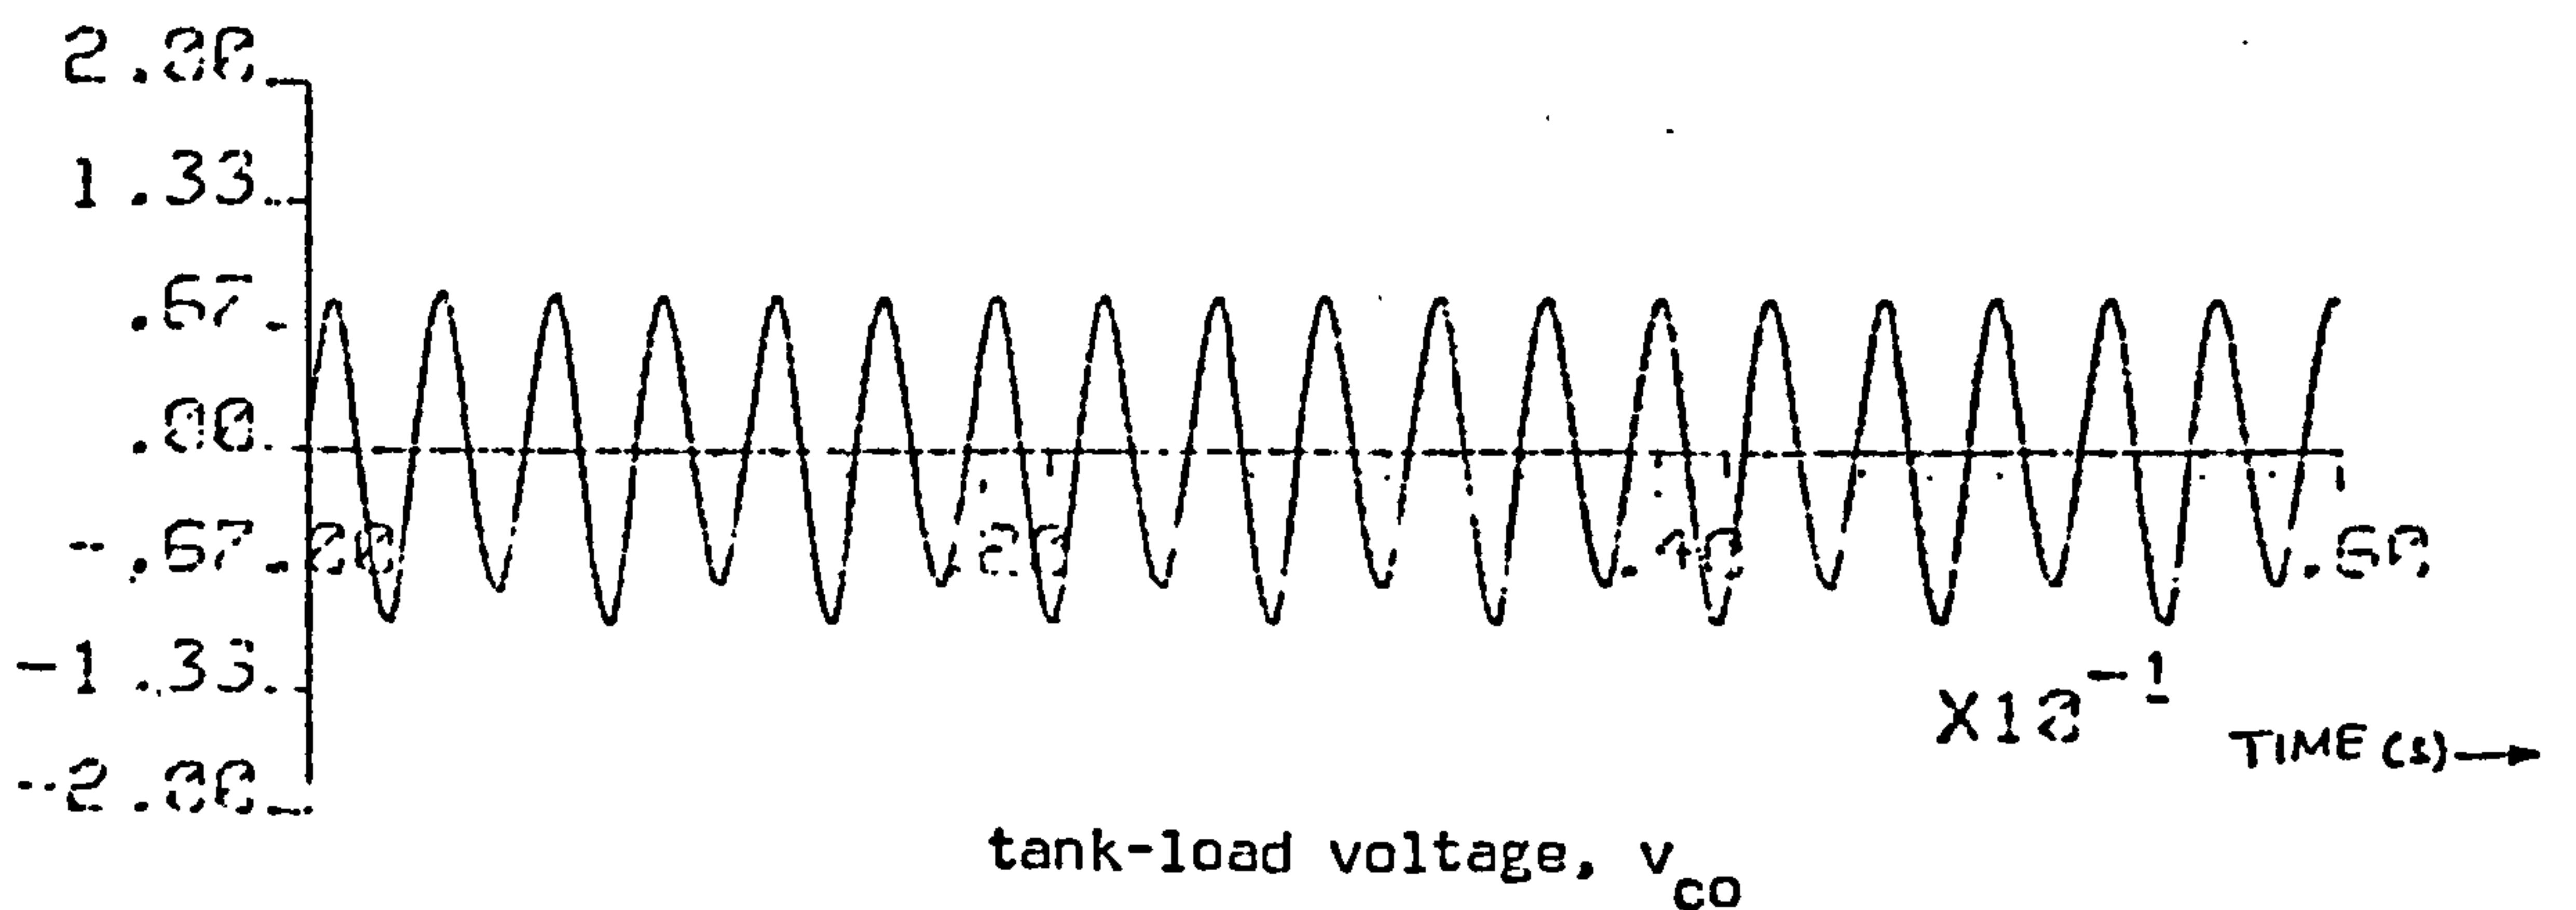 2.00
1.33
.67
.00
-.67
-1.33
-2.00
.00 .20 .40 .60
X10-1
TIME (s)
tank-load voltage, vco